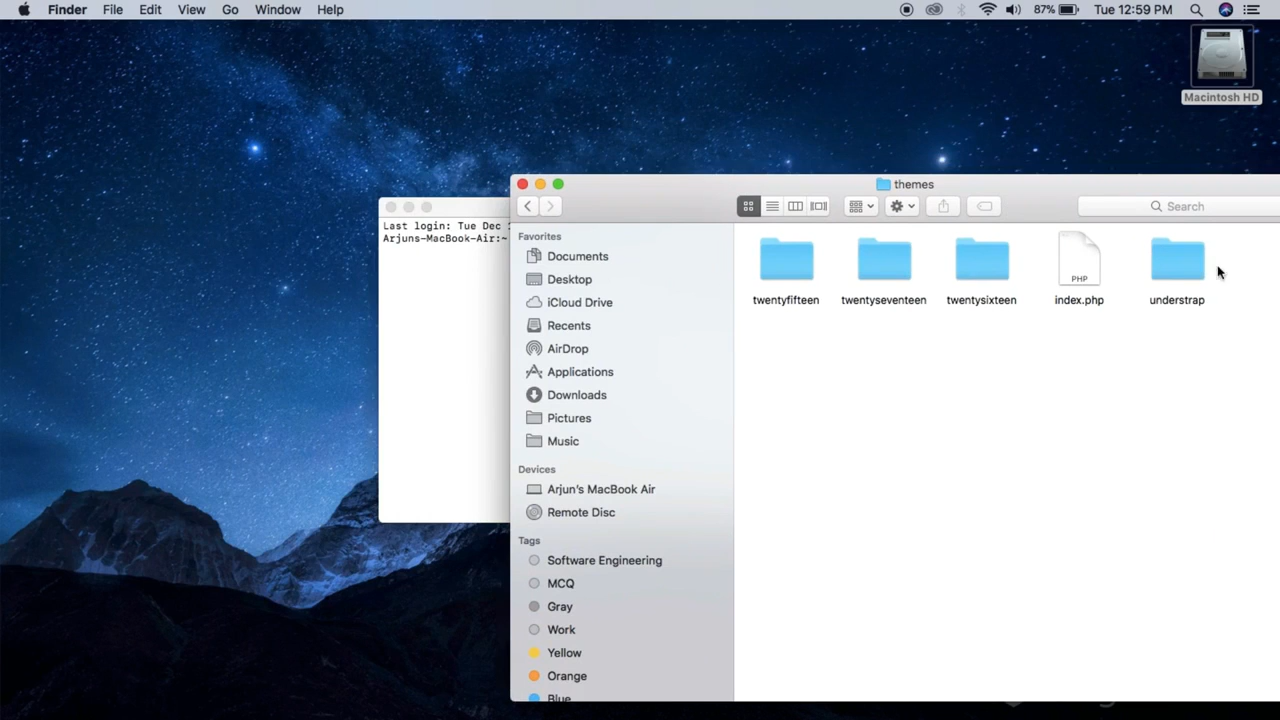 Finder File Edit View Go Window Help 87% Tue 12:59 PM
Macintosh HD
themes
Last login: Tue Dec
Arjuns-MacBook-Air:~
Search
Favorites
Documents
Desktop
iCloud Drive
Recents
AirDrop
Applications
Downloads
Pictures
Music
Devices
Arjun's MacBook Air
Remote Disc
Tags
Software Engineering
MCQ
Gray
Work
Yellow
Orange
Blue
twentyfifteen twentyseventeen twentysixteen index.php understrap
PHP